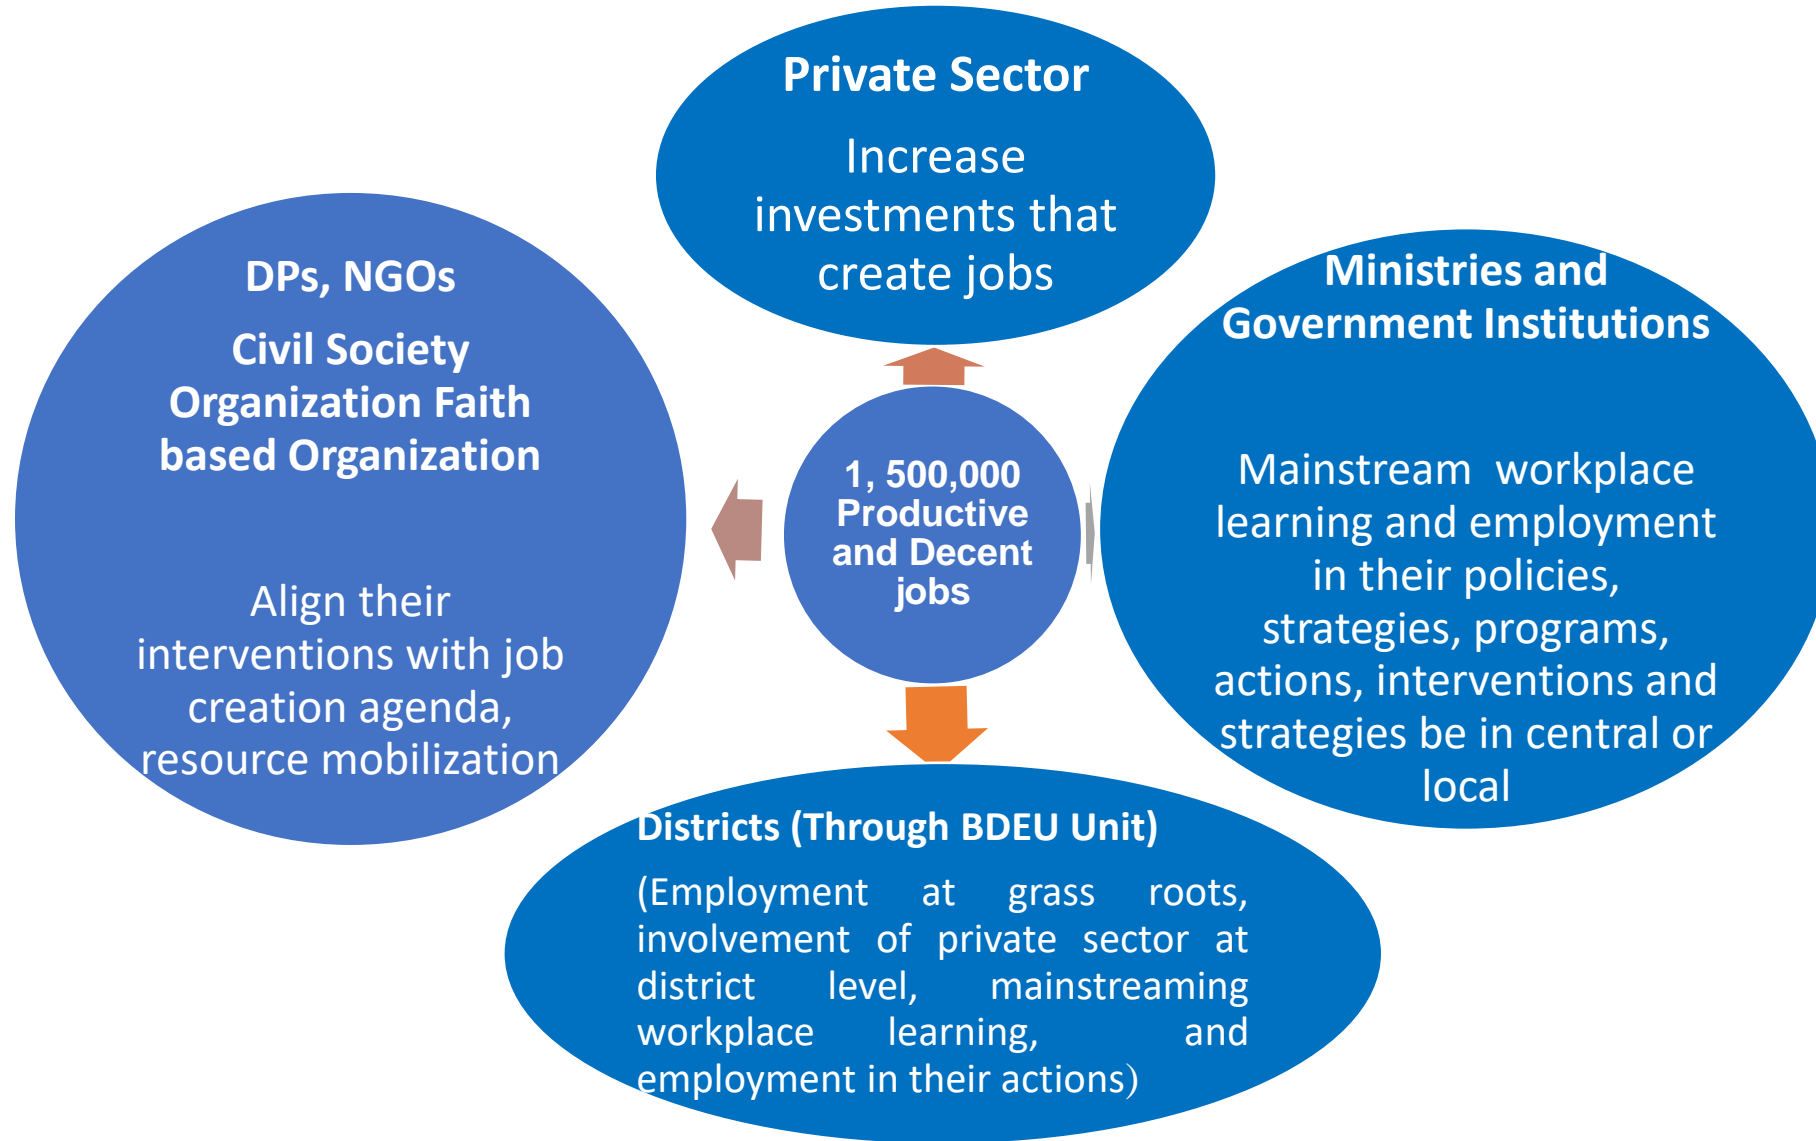 Private Sector
Increase
investments that
create jobs
DPs, NGOs
Civil Society
Organization Faith
based Organization
Align their
interventions with job
creation agenda,
resource mobilization
1, 500,000
Productive
and Decent
jobs
Ministries and
Government Institutions
Mainstream workplace
learning and employment
in their policies,
strategies, programs,
actions, interventions and
strategies be in central or
local
Districts (Through BDEU Unit)
(Employment at grass roots,
involvement of private sector at
district level, mainstreaming
workplace learning, and
employment in their actions)